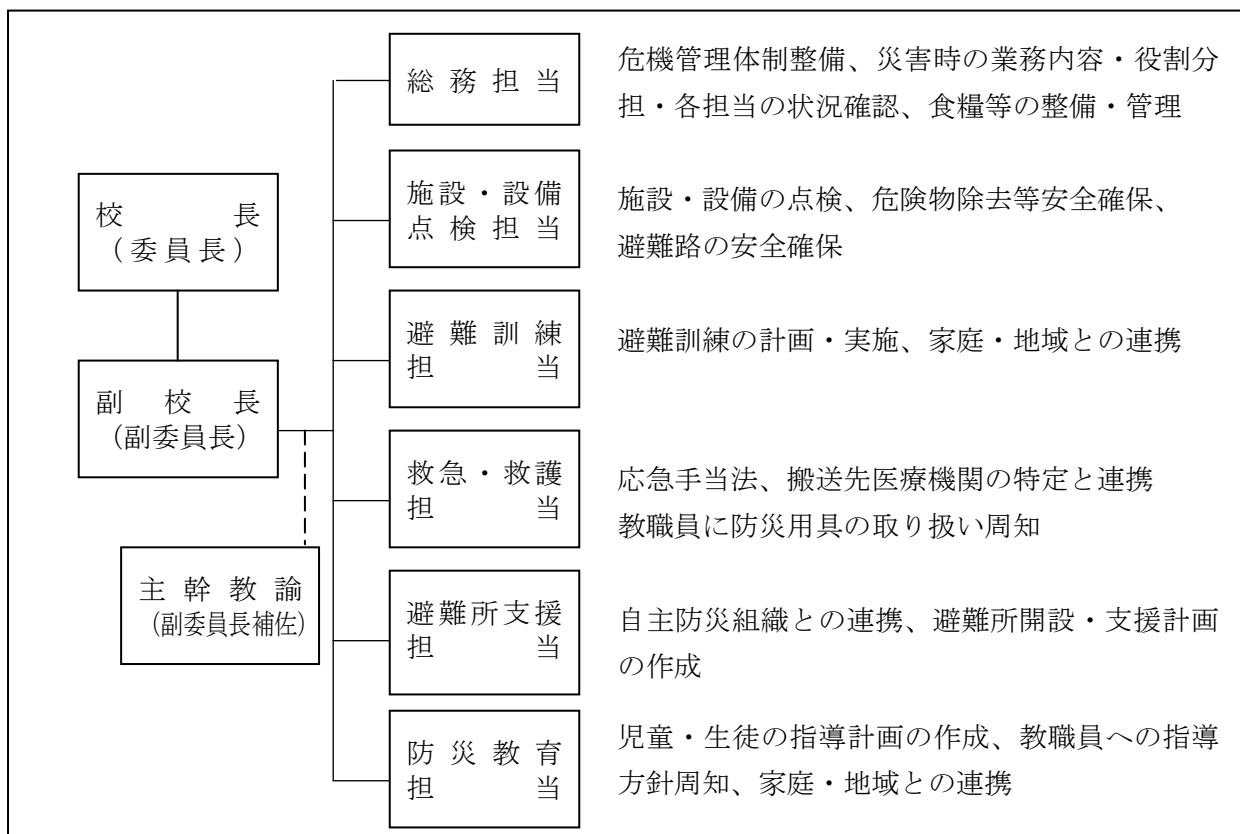 校長
(委員長)
副校長
(副委員長)
主幹教諭
(副委員長補佐)
総務担当
危機管理体制整備、災害時の業務内容・役割分
担・各担当の状況確認、食糧等の整備・管理
施設・設備
点検担当
施設・設備の点検、危険物除去等安全確保、
避難路の安全確保
避難訓練
担当
避難訓練の計画・実施、家庭・地域との連携
救急・救護
担当
応急手当法、搬送先医療機関の特定と連携
教職員に防災用具の取り扱い周知
避難所支援
担当
自主防災組織との連携、避難所開設・支援計画
の作成
防災教育
担当
児童・生徒の指導計画の作成、教職員への指導
方針周知、家庭・地域との連携